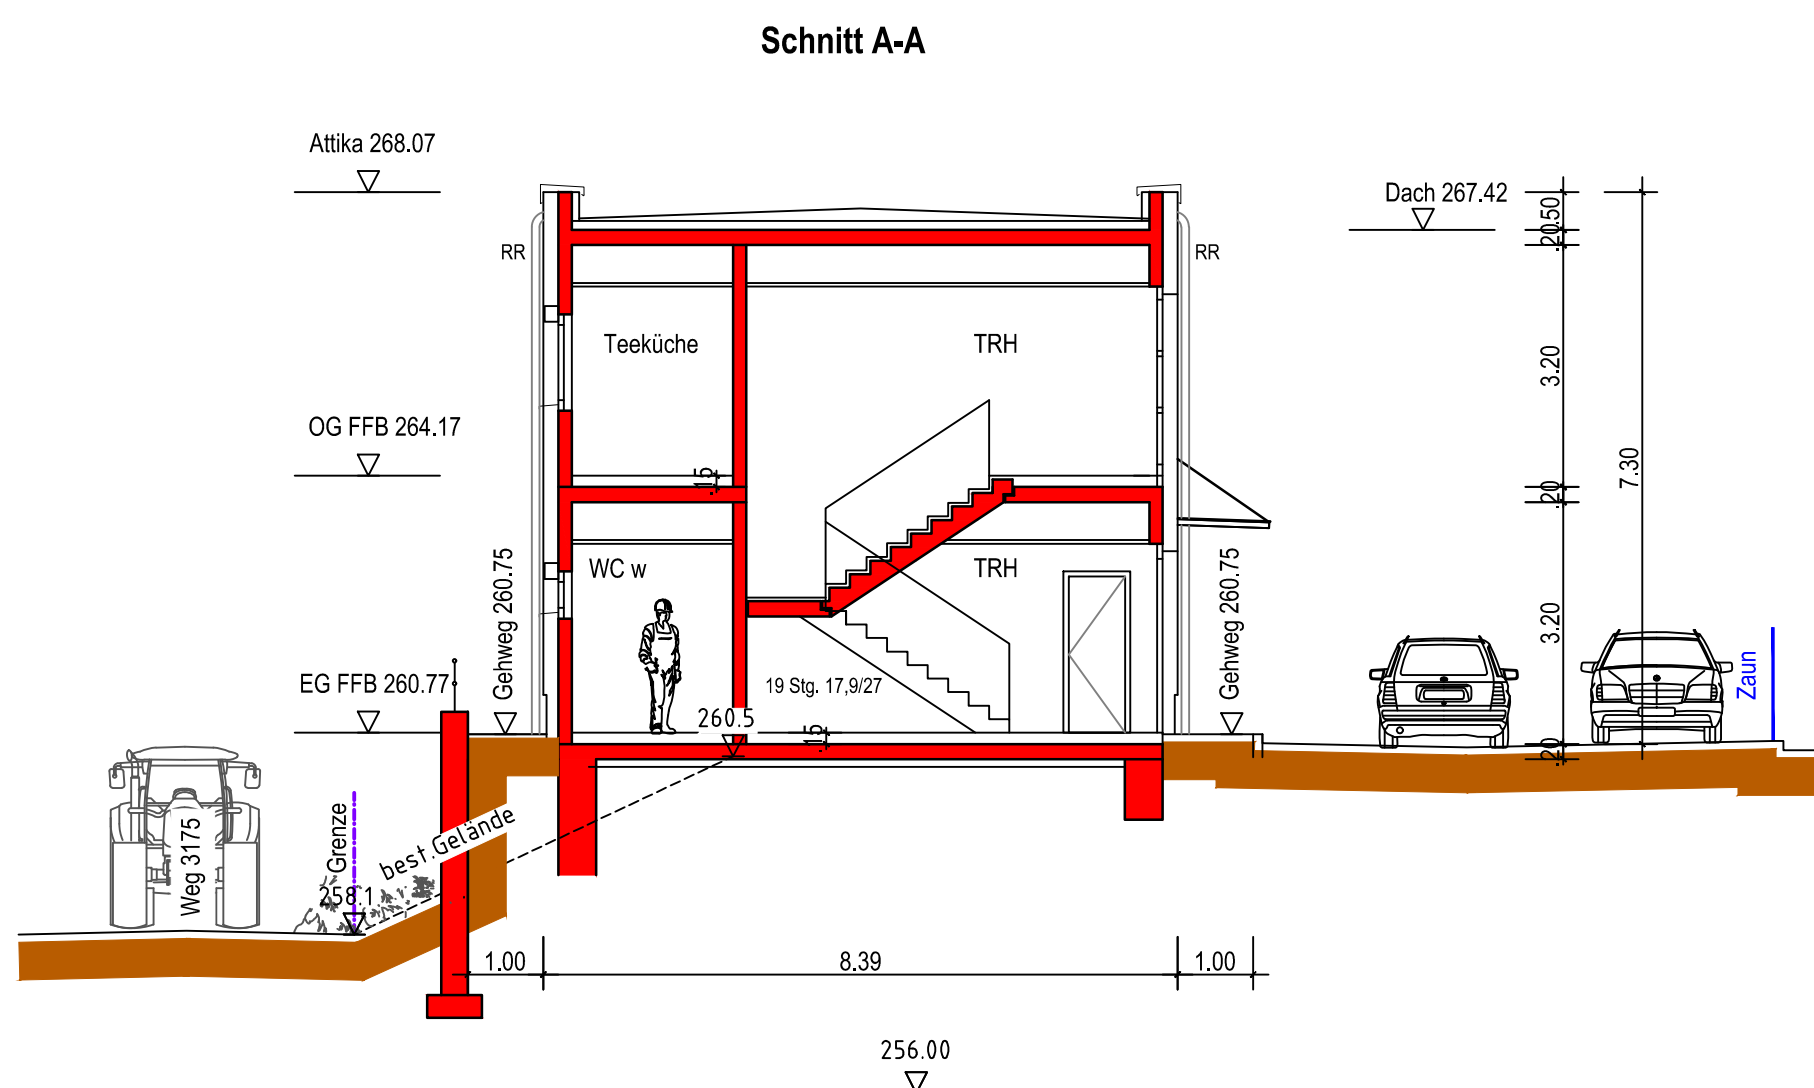 Schnitt A-A
Attika 268.07
Dach 267.42
RR
RR
.50
.20
Teeküche
TRH
3.20
OG FFB 264.17
7.30
.15
.20
WC w
TRH
Gehweg 260.75
Gehweg 260.75
3.20
EG FFB 260.77
19 Stg. 17,9/27
Zaun
260.5
.15
.20
Weg 3175
Grenze
best.Gelände
258.1
1.00
8.39
1.00
256.00